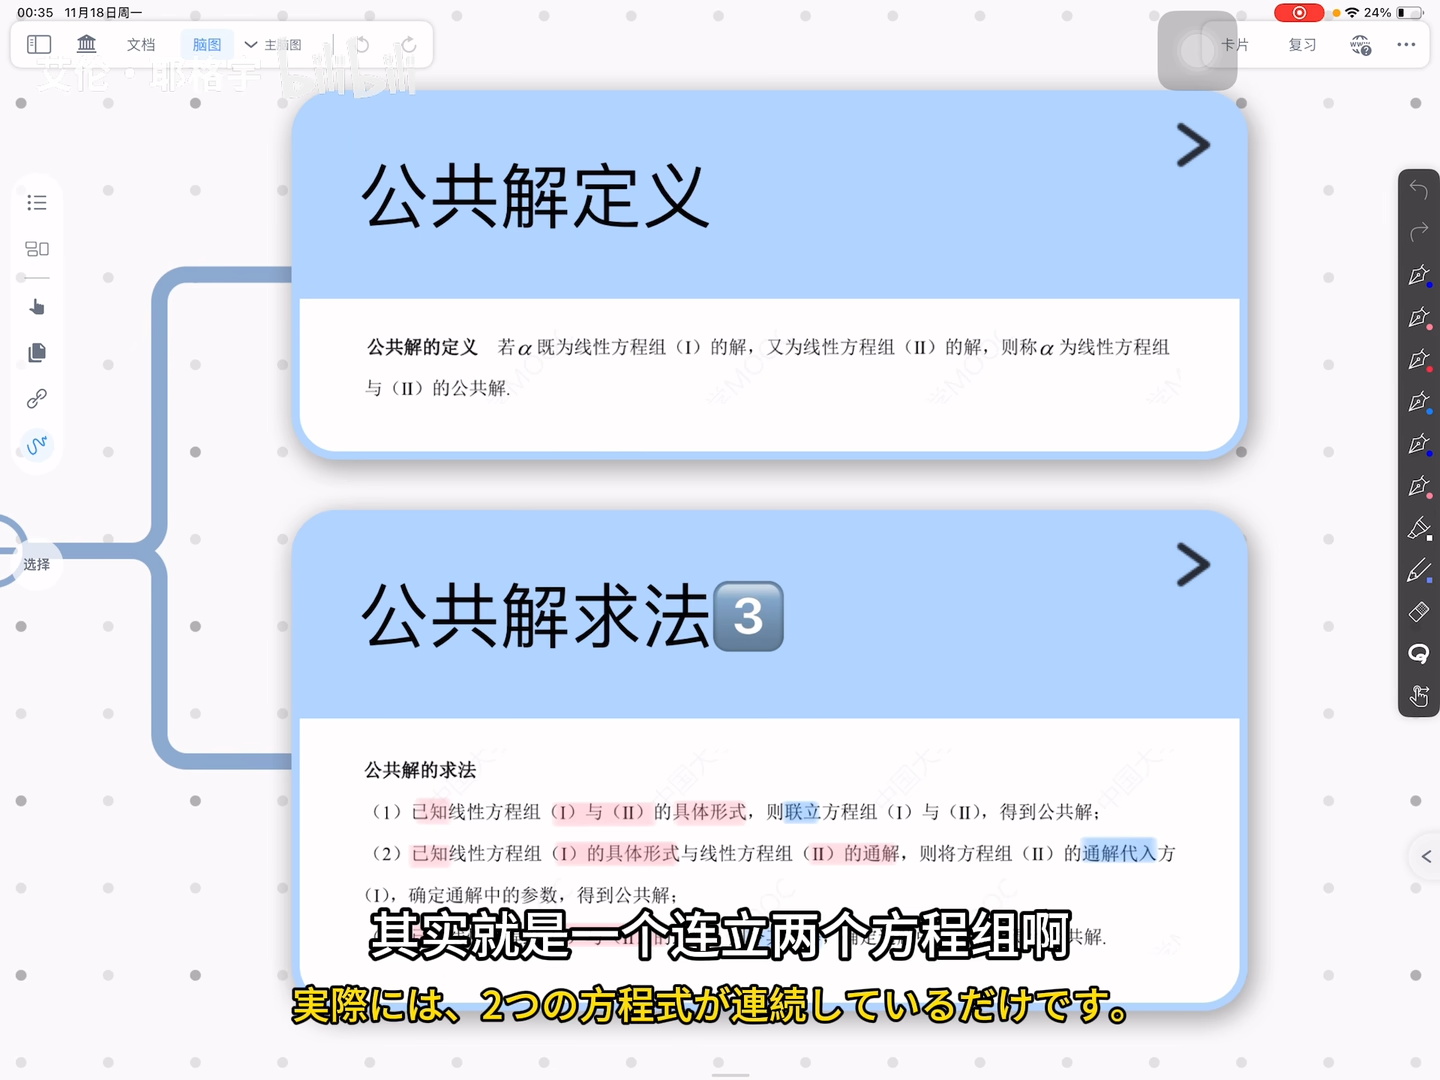 00:35 11月18日周一
24%
文档 脑图 主脑图 卡片 复习
艾伦·耶格宇 bilibili
公共解定义
公共解的定义 若α既为线性方程组（I）的解，又为线性方程组（II）的解，则称α为线性方程组
与（II）的公共解.
选择
公共解求法3
公共解的求法
（1）已知线性方程组（I）与（II）的具体形式，则联立方程组（I）与（II），得到公共解；
（2）已知线性方程组（I）的具体形式与线性方程组（II）的通解，则将方程组（II）的通解代入方
（I），确定通解中的参数，得到公共解；
共解.
其实就是一个连立两个方程组啊
実際には、2つの方程式が連続しているだけです。